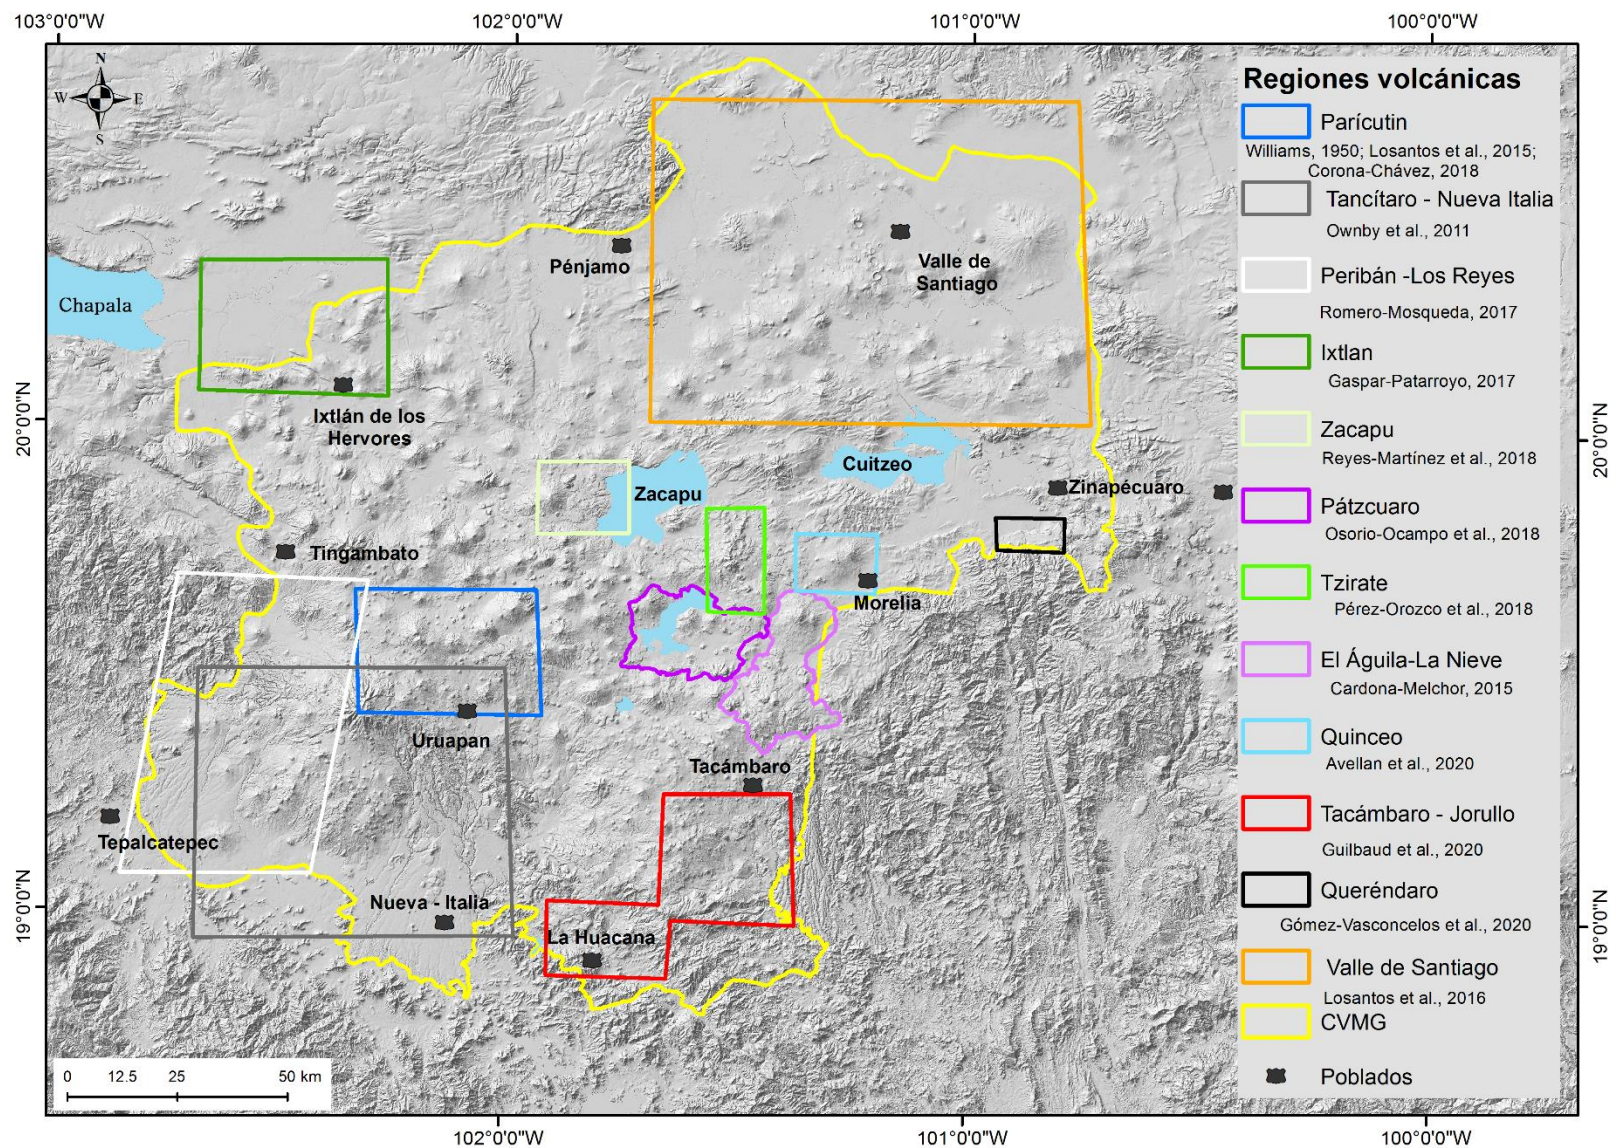 103°0'0"W
102°0'0"W
101°0'0"W
100°0'0"W
N
W
E
S
Chapala
Pénjamo
Valle de
Santiago
Ixtlán de los
Hervores
20°0'0"N
20°0'0"N
Cuitzeo
Zacapu
Zinapécuaro
Tingambato
Morelia
Uruapan
Tacámbaro
Tepalcatepec
Nueva - Italia
La Huacana
19°0'0"N
19°0'0"N
0 12.5 25 50 km
102°0'0"W
101°0'0"W
100°0'0"W
Regiones volcánicas
Parícutin
Williams, 1950; Losantos et al., 2015;
Corona-Chávez, 2018
Tancítaro - Nueva Italia
Ownby et al., 2011
Peribán -Los Reyes
Romero-Mosqueda, 2017
Ixtlan
Gaspar-Patarroyo, 2017
Zacapu
Reyes-Martínez et al., 2018
Pátzcuaro
Osorio-Ocampo et al., 2018
Tzirate
Pérez-Orozco et al., 2018
El Águila-La Nieve
Cardona-Melchor, 2015
Quinceo
Avellan et al., 2020
Tacámbaro - Jorullo
Guilbaud et al., 2020
Queréndaro
Gómez-Vasconcelos et al., 2020
Valle de Santiago
Losantos et al., 2016
CVMG
Poblados